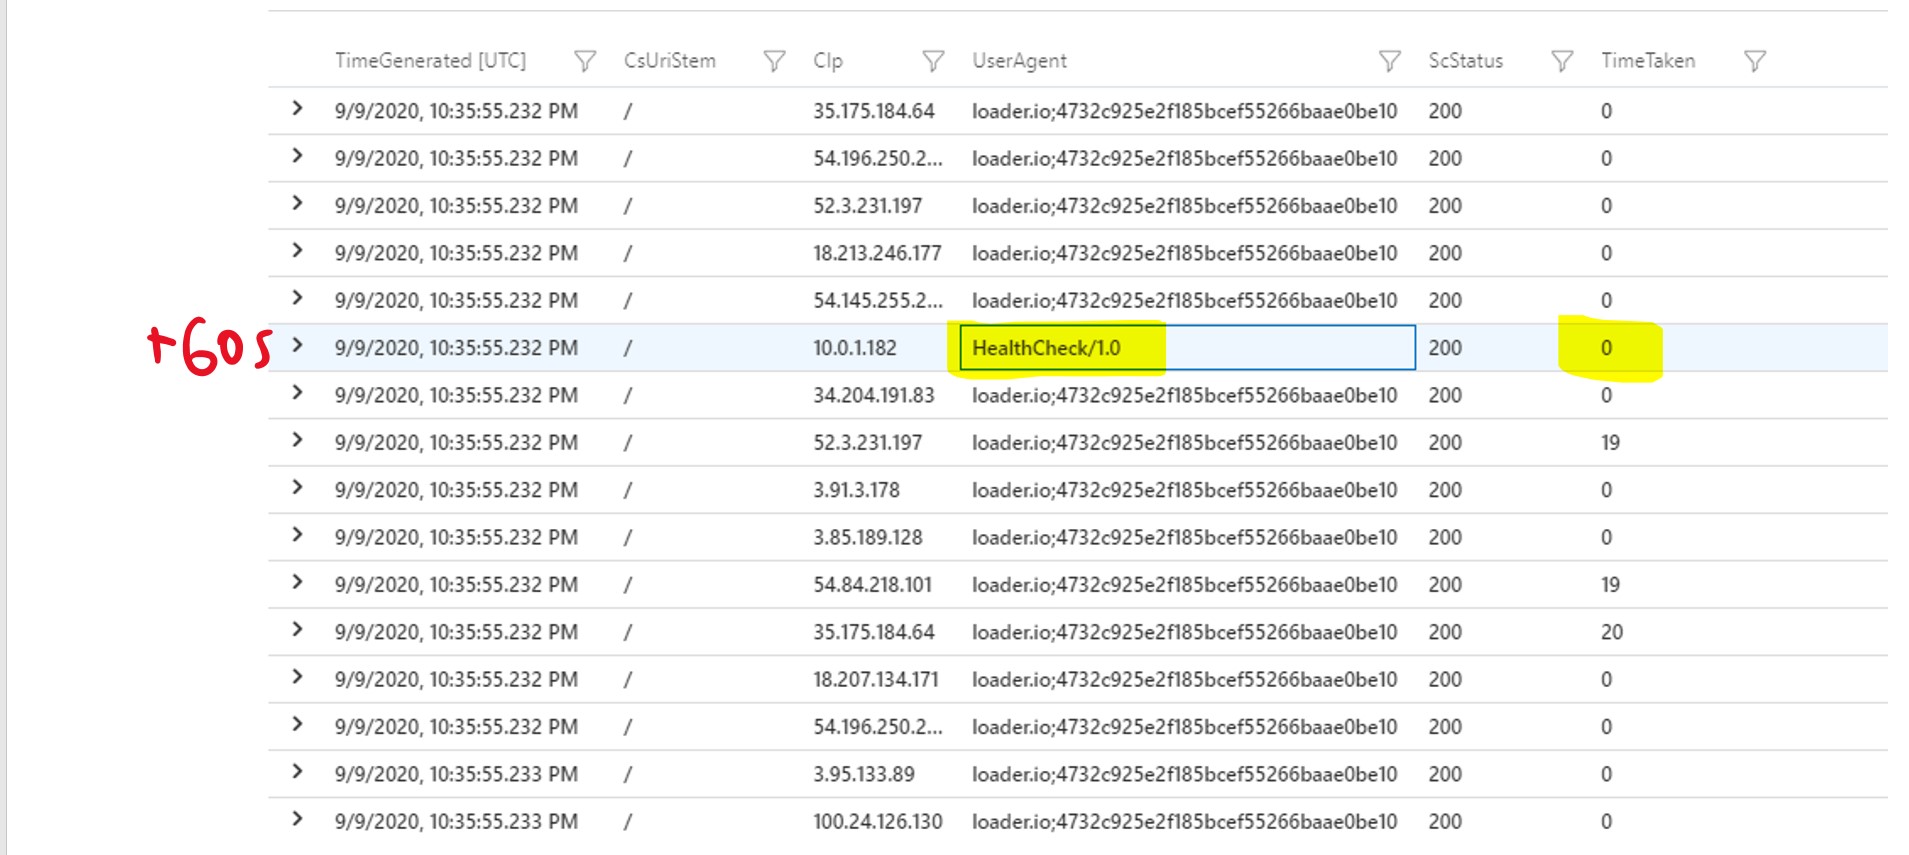 TimeGenerated [UTC] CsUriStem CIp UserAgent ScStatus TimeTaken
9/9/2020, 10:35:55.232 PM / 35.175.184.64 loader.io;4732c925e2f185bcef55266baae0be10 200 0
9/9/2020, 10:35:55.232 PM / 54.196.250.2... loader.io;4732c925e2f185bcef55266baae0be10 200 0
9/9/2020, 10:35:55.232 PM / 52.3.231.197 loader.io;4732c925e2f185bcef55266baae0be10 200 0
9/9/2020, 10:35:55.232 PM / 18.213.246.177 loader.io;4732c925e2f185bcef55266baae0be10 200 0
9/9/2020, 10:35:55.232 PM / 54.145.255.2... loader.io;4732c925e2f185bcef55266baae0be10 200 0
+60s 9/9/2020, 10:35:55.232 PM / 10.0.1.182 HealthCheck/1.0 200 0
9/9/2020, 10:35:55.232 PM / 34.204.191.83 loader.io;4732c925e2f185bcef55266baae0be10 200 0
9/9/2020, 10:35:55.232 PM / 52.3.231.197 loader.io;4732c925e2f185bcef55266baae0be10 200 19
9/9/2020, 10:35:55.232 PM / 3.91.3.178 loader.io;4732c925e2f185bcef55266baae0be10 200 0
9/9/2020, 10:35:55.232 PM / 3.85.189.128 loader.io;4732c925e2f185bcef55266baae0be10 200 0
9/9/2020, 10:35:55.232 PM / 54.84.218.101 loader.io;4732c925e2f185bcef55266baae0be10 200 19
9/9/2020, 10:35:55.232 PM / 35.175.184.64 loader.io;4732c925e2f185bcef55266baae0be10 200 20
9/9/2020, 10:35:55.232 PM / 18.207.134.171 loader.io;4732c925e2f185bcef55266baae0be10 200 0
9/9/2020, 10:35:55.232 PM / 54.196.250.2... loader.io;4732c925e2f185bcef55266baae0be10 200 0
9/9/2020, 10:35:55.233 PM / 3.95.133.89 loader.io;4732c925e2f185bcef55266baae0be10 200 0
9/9/2020, 10:35:55.233 PM / 100.24.126.130 loader.io;4732c925e2f185bcef55266baae0be10 200 0